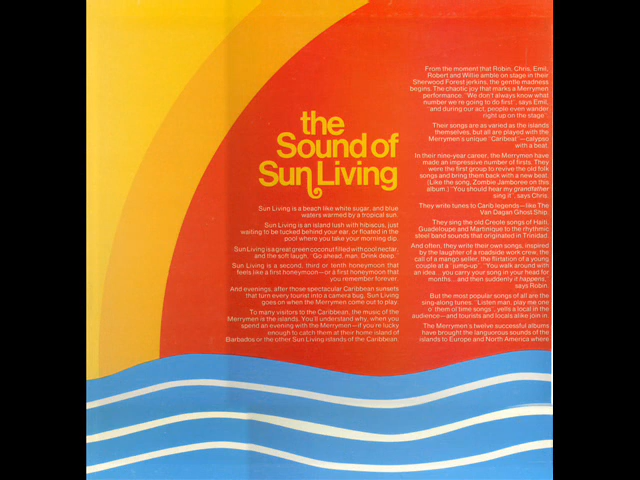 the
Sound of
Sun Living
Sun Living is a beach like white sugar, and blue
waters warmed by a tropical sun.
Sun Living is an island lush with hibiscus, just
waiting to be tucked behind your ear, or floated in the
pool where you take your morning dip.
Sun Living is a great green coconut filled with cool nectar,
and the soft laugh, "Go ahead, man. Drink deep."
Sun Living is a second, third or tenth honeymoon that
feels like a first honeymoon—or a first honeymoon that
you remember forever.
And evenings, after those spectacular Caribbean sunsets
that turn every tourist into a camera bug, Sun Living
goes on when the Merrymen come out to play.
To many visitors to the Caribbean, the music of the
Merrymen is the islands. You'll understand why, when you
spend an evening with the Merrymen—if you're lucky
enough to catch them at their home island of
Barbados or the other Sun Living islands of the Caribbean.
From the moment that Robin, Chris, Emil,
Robert and Willie amble on stage in their
Sherwood Forest jerkins, the gentle madness
begins. The chaotic joy that marks a Merrymen
performance. "We don't always know what
number we're going to do first", says Emil,
"and during our act, people even wander
right up on the stage".
Their songs are as varied as the islands
themselves, but all are played with the
Merrymen's unique "Caribeat"—calypso
with a beat.
In their nine-year career, the Merrymen have
made an impressive number of firsts. They
were the first group to revive the old folk
songs and bring them back with a new beat.
(Like the song, Zombie Jamboree on this
album.) "You should hear my grandfather
sing it", says Chris.
They write tunes to Carib legends—like The
Van Dagan Ghost Ship.
They sing the old Creole songs of Haiti,
Guadeloupe and Martinique to the rhythmic
steel band sounds that originated in Trinidad.
And often, they write their own songs, inspired
by the laughter of a roadside work crew, the
call of a mango seller, the flirtation of a young
couple at a "jump-up". "You walk around with
an idea... you carry your song in your head for
months... and then suddenly it happens,"
says Robin.
But the most popular songs of all are the
sing-along tunes. "Listen man, play me one
o' them of time songs", yells a local in the
audience—and tourists and locals alike join in.
The Merrymen's twelve successful albums
have brought the languorous sounds of the
islands to Europe and North America where